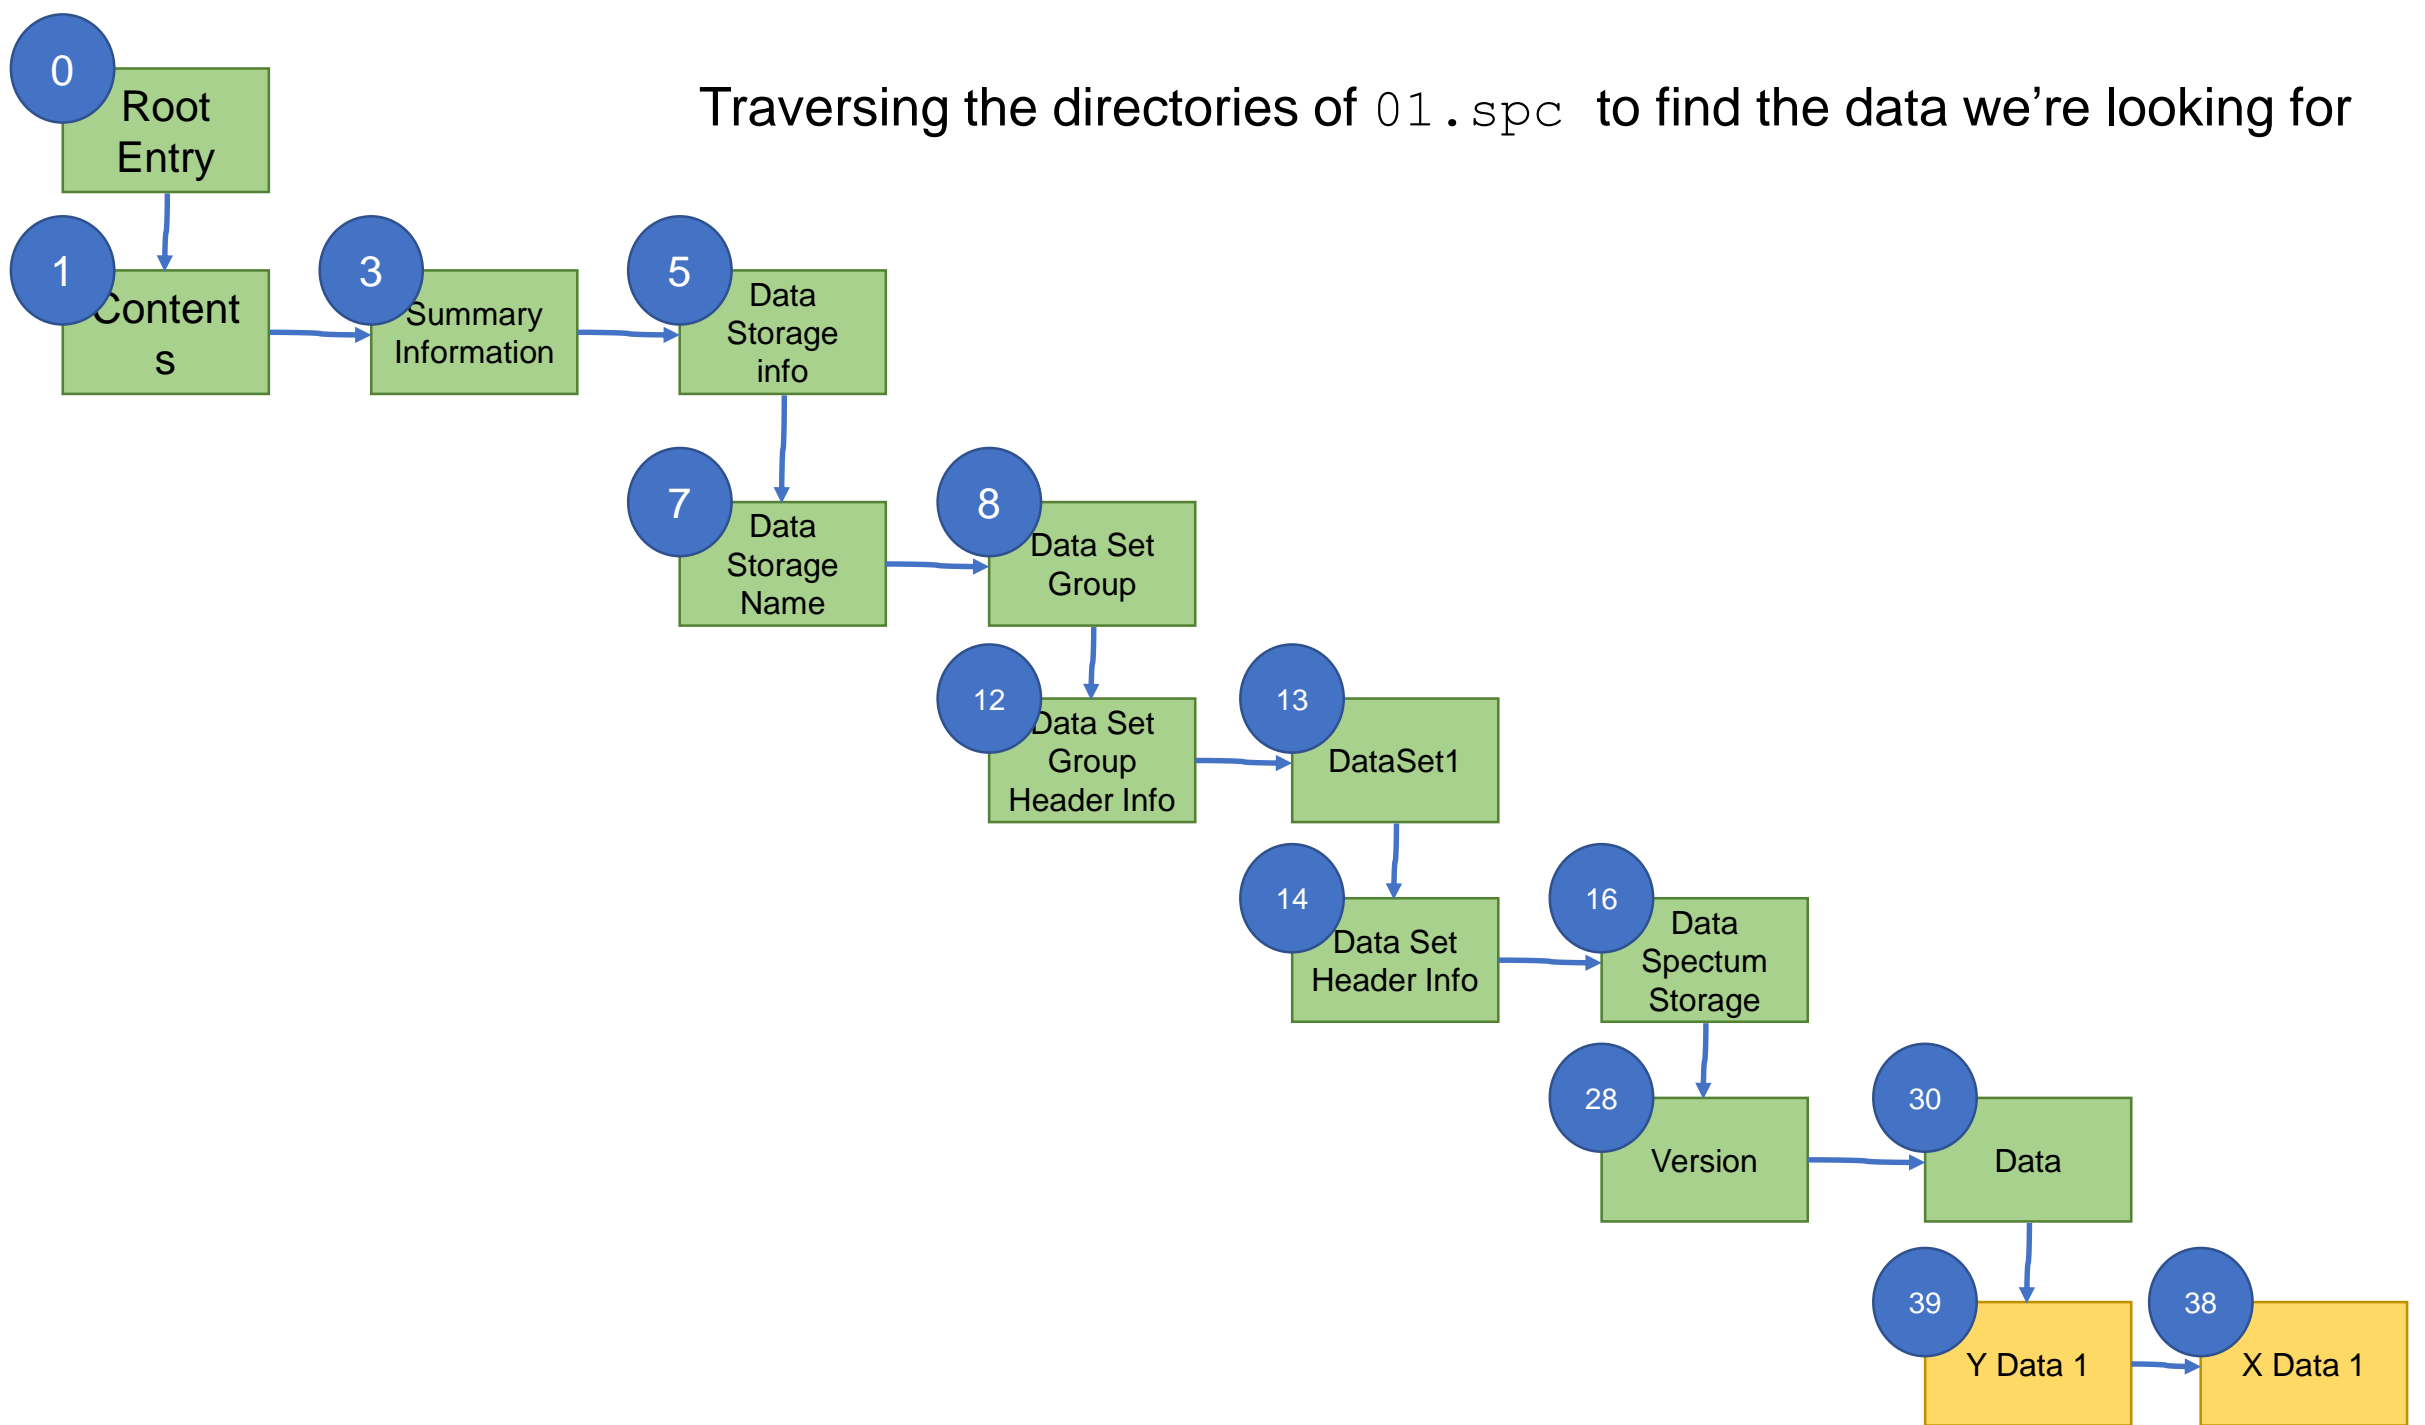 0
Root
Entry
Traversing the directories of 01.spc to find the data we’re looking for
1
Content
s
3
Summary
Information
5
Data
Storage
info
7
Data
Storage
Name
8
Data Set
Group
12
Data Set
Group
Header Info
13
DataSet1
14
Data Set
Header Info
16
Data
Spectum
Storage
28
Version
30
Data
39
Y Data 1
38
X Data 1